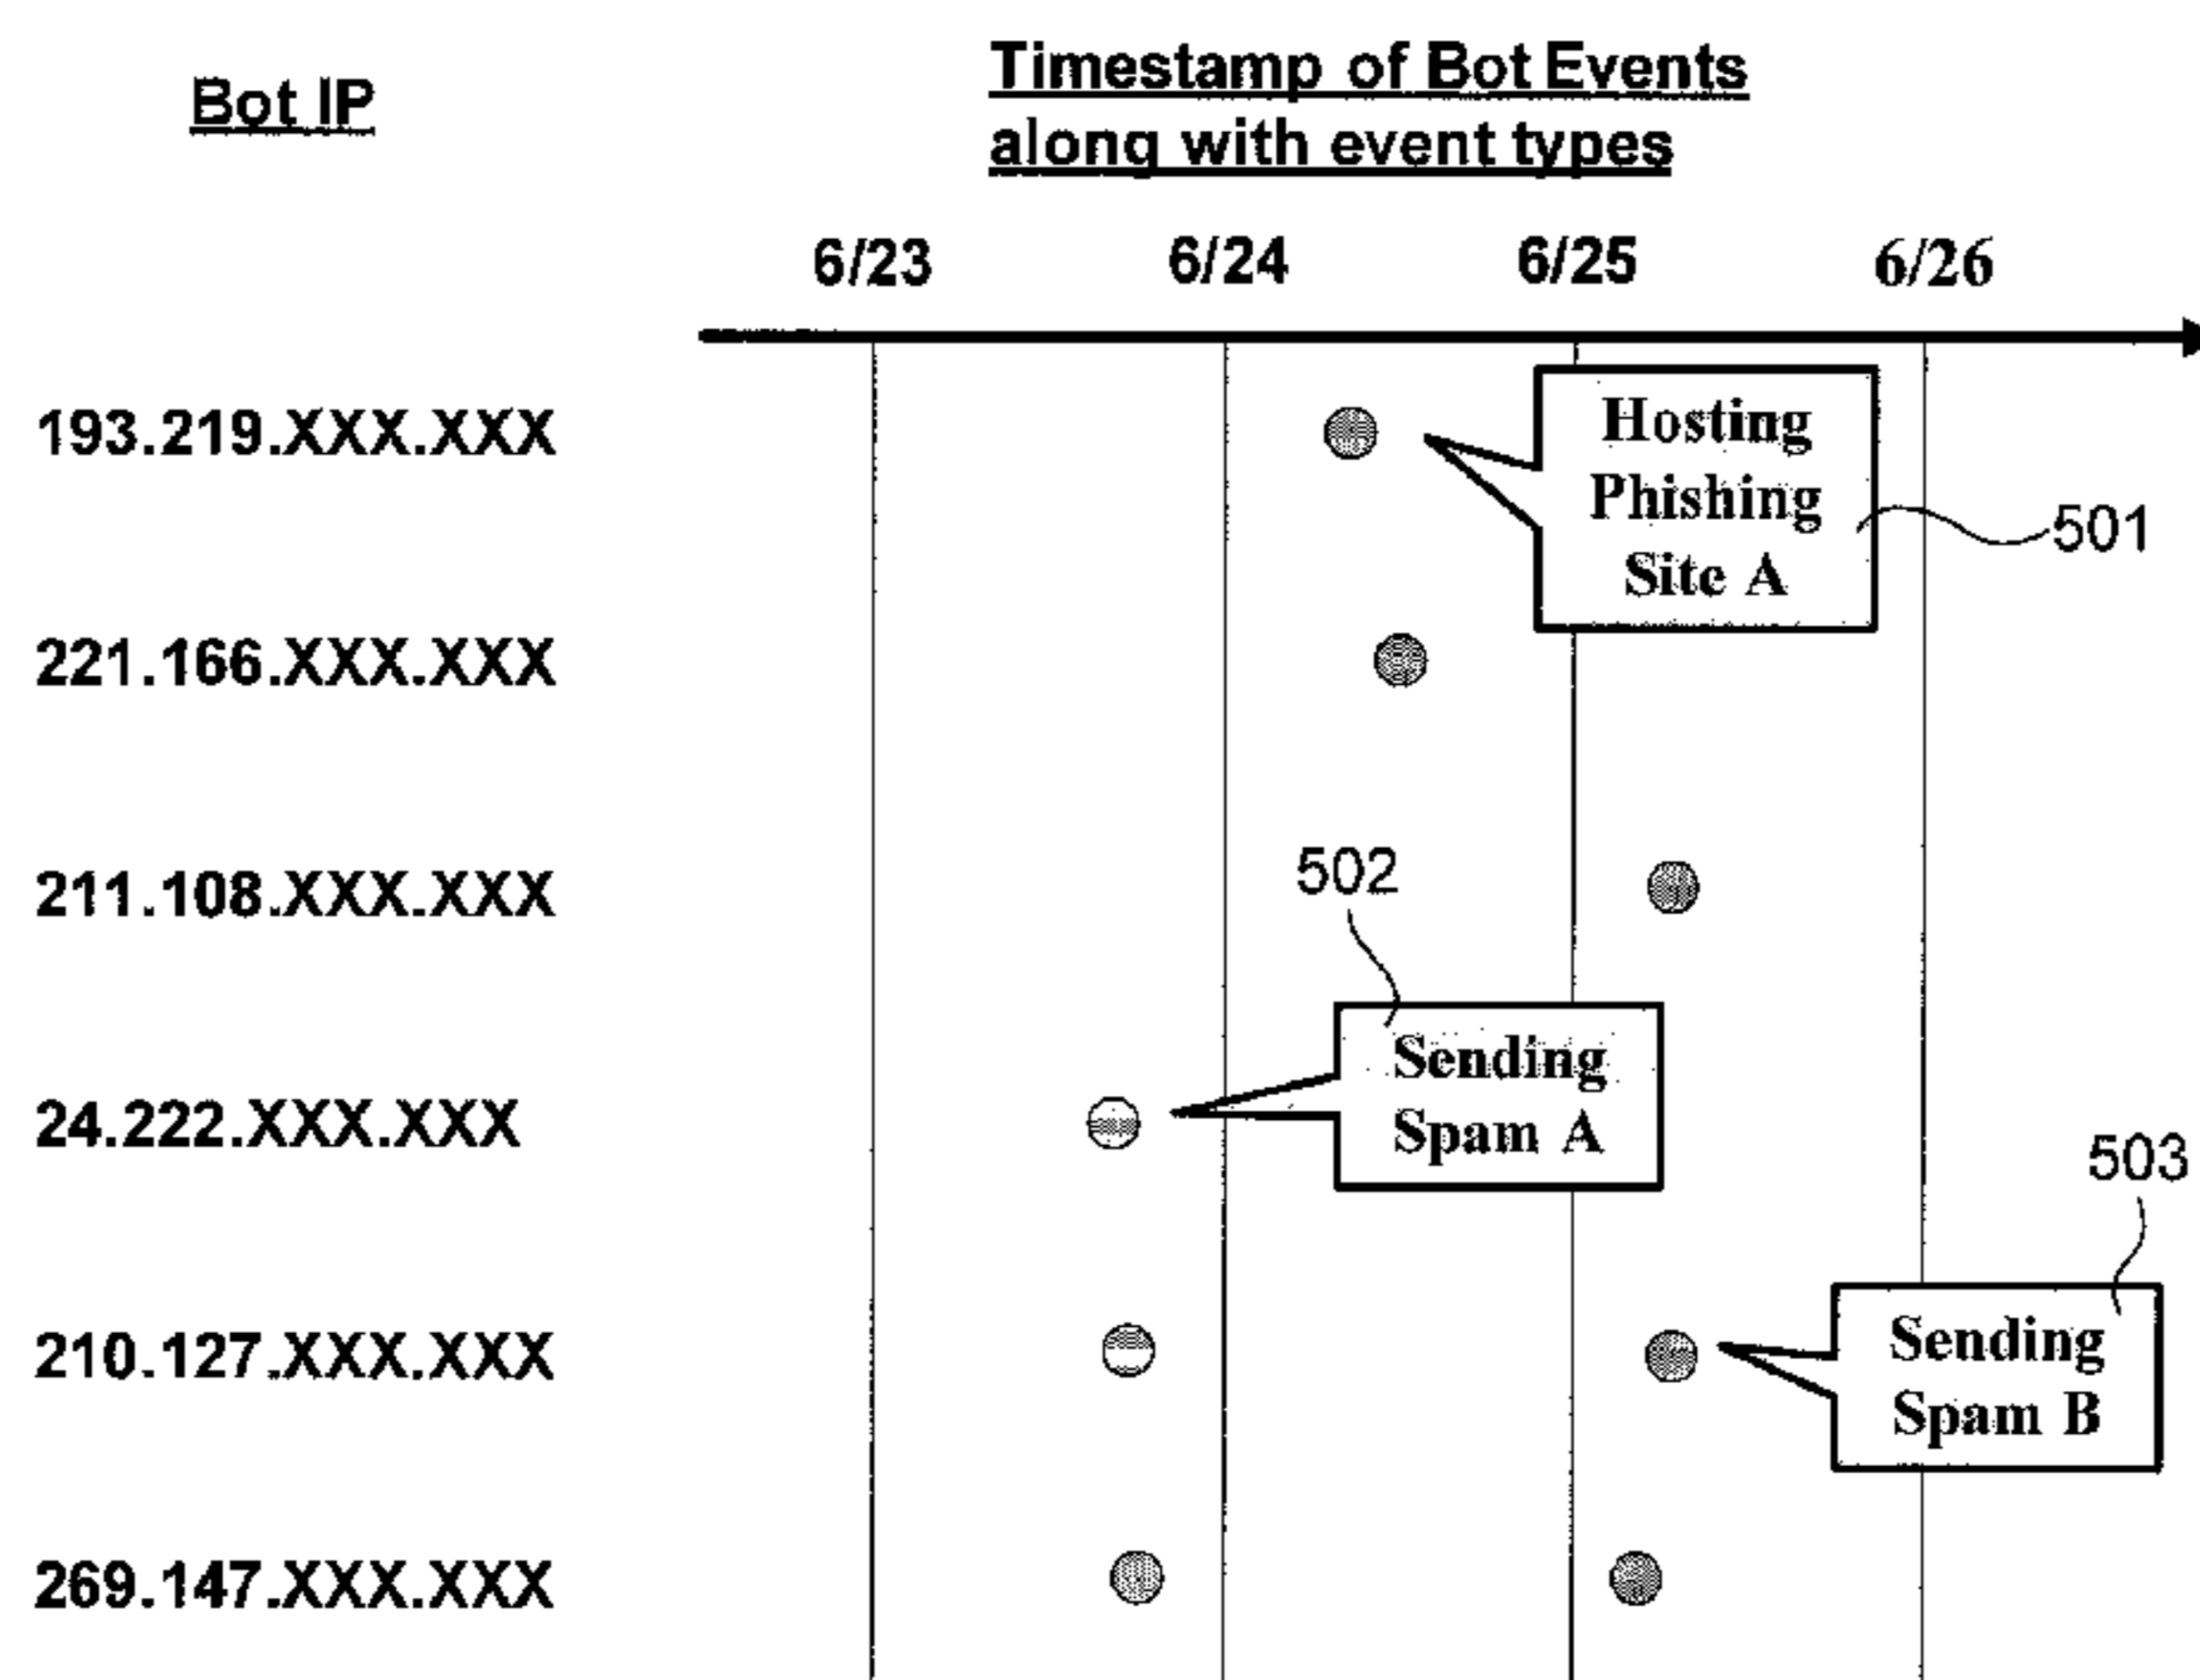 Bot IP
Timestamp of Bot Events
along with event types
6/23 6/24 6/25 6/26
193.219.XXX.XXX
Hosting
Phishing
Site A
501
221.166.XXX.XXX
211.108.XXX.XXX
502
24.222.XXX.XXX
Sending
Spam A
503
210.127.XXX.XXX
Sending
Spam B
269.147.XXX.XXX